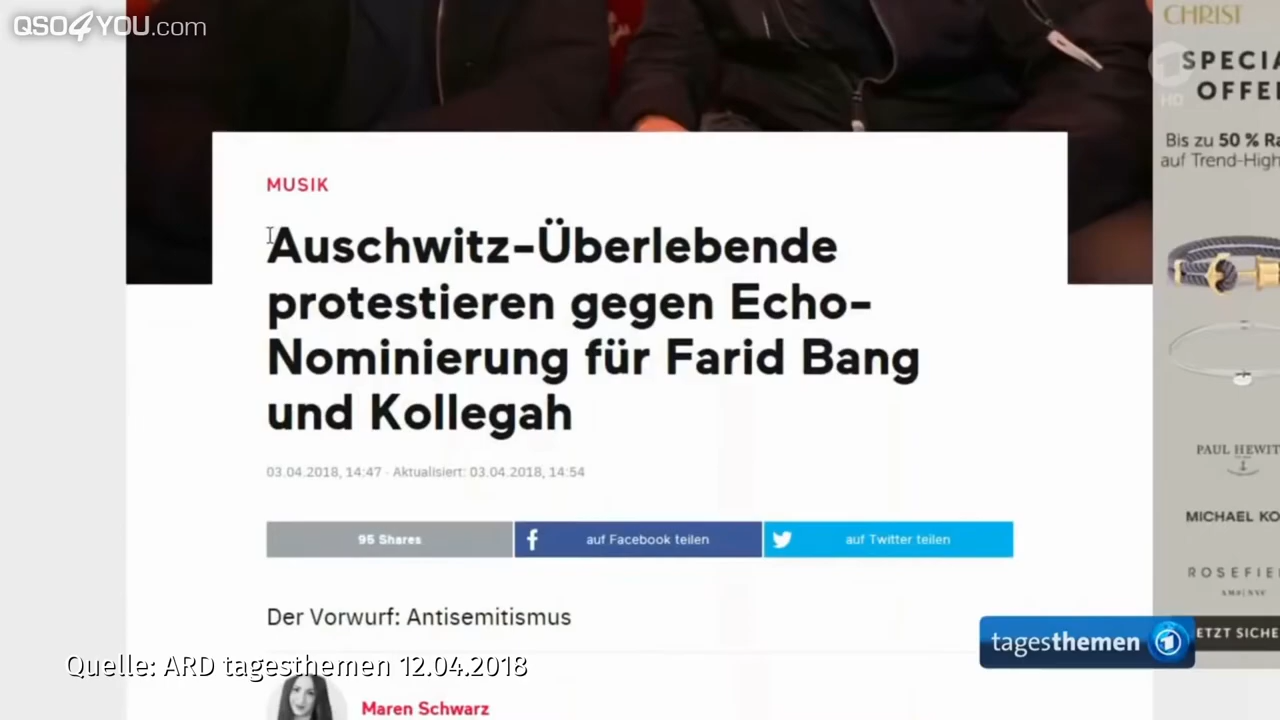 QSO4YOU.com
CHRIST
HD
MUSIK
Auschwitz-Überlebende
protestieren gegen Echo-
Nominierung für Farid Bang
und Kollegah
03.04.2018, 14:47 · Aktualisiert: 03.04.2018, 14:54
95 Shares
auf Facebook teilen
auf Twitter teilen
Der Vorwurf: Antisemitismus
Quelle: ARD tagesthemen 12.04.2018
Maren Schwarz
tagesthemen
SPECIA
OFFE
Bis zu 50 % Ra
auf Trend-High
PAUL HEWIT
MICHAEL KO
ROSEFIE
ETZT SICHE